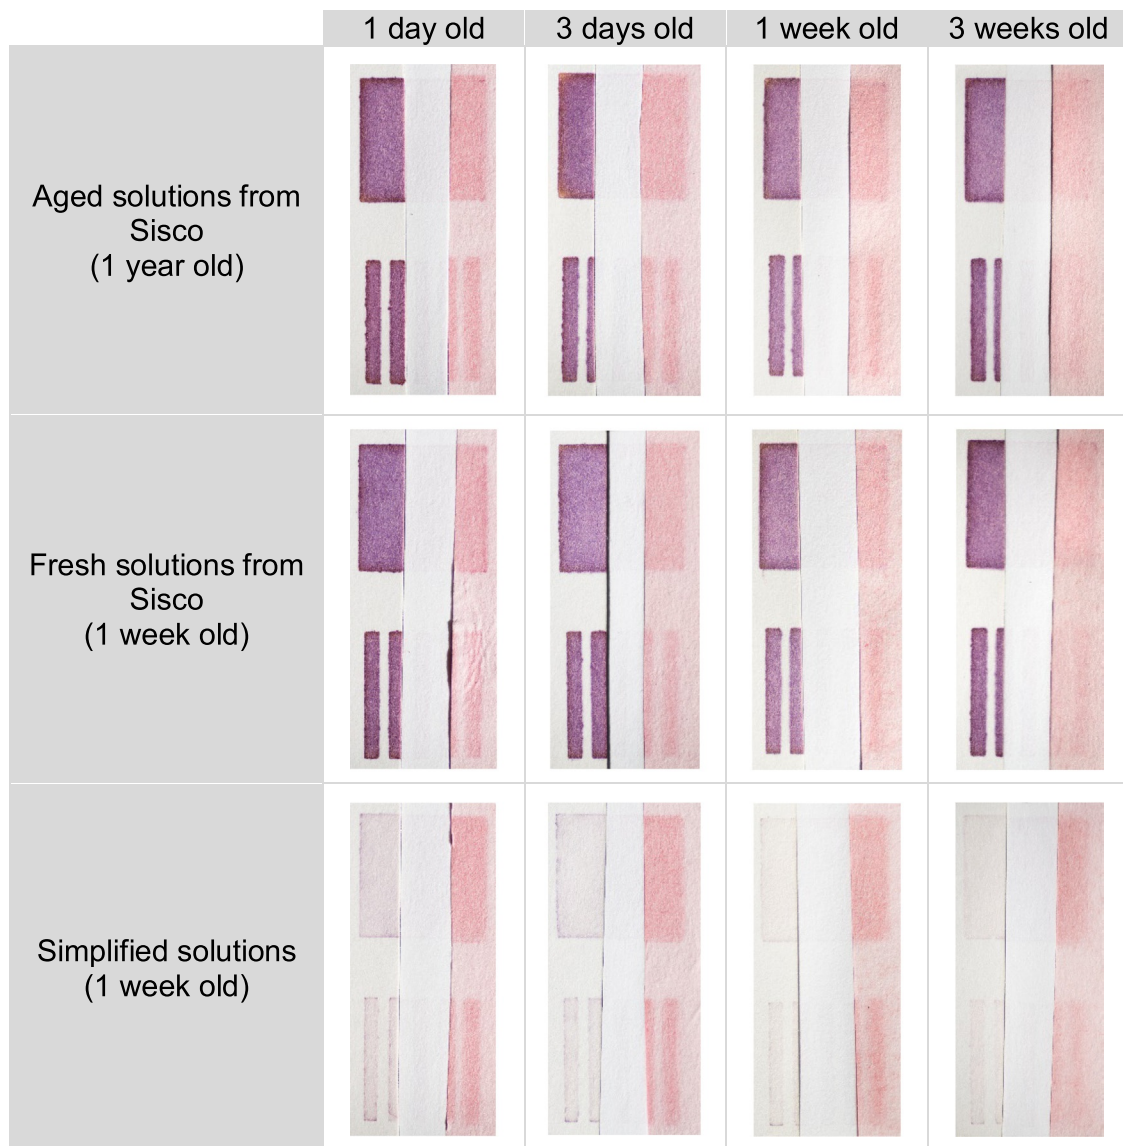 1 day old
3 days old
1 week old
3 weeks old
Aged solutions from
Sisco
(1 year old)
Fresh solutions from
Sisco
(1 week old)
Simplified solutions
(1 week old)